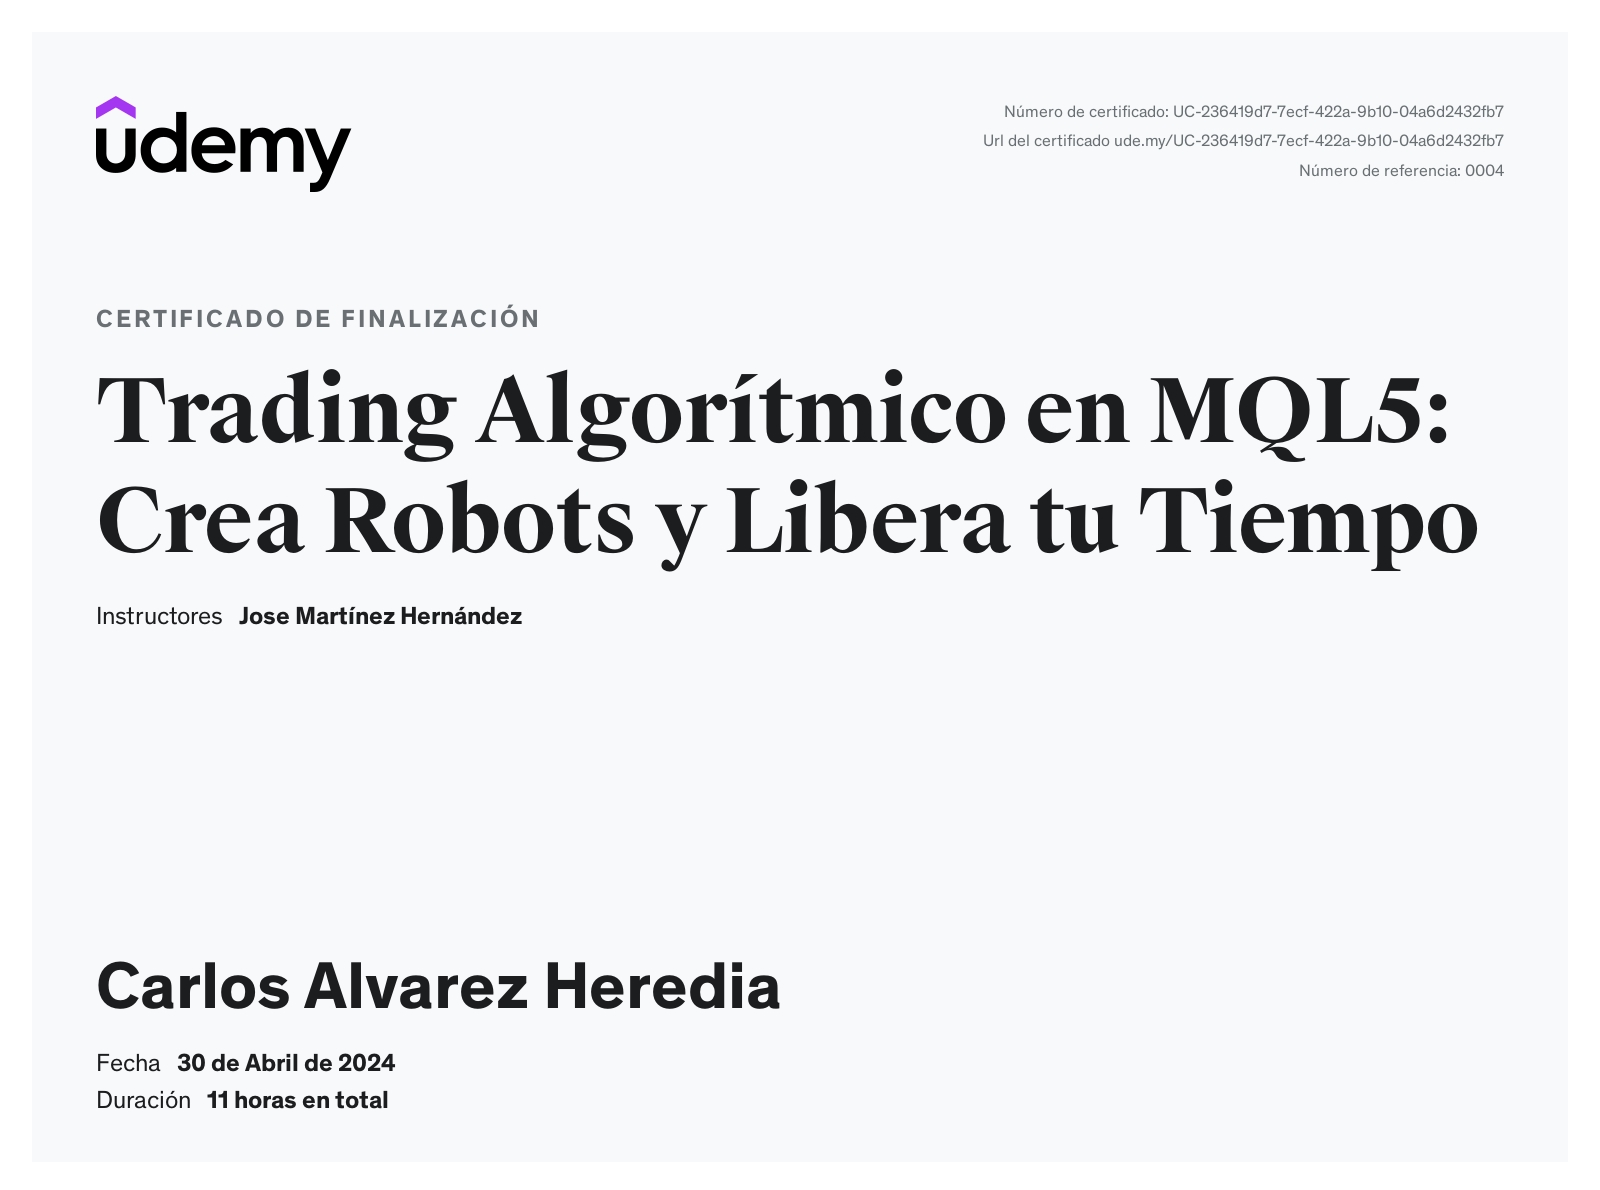 udemy
Número de certificado: UC-236419d7-7ecf-422a-9b10-04a6d2432fb7
Url del certificado ude.my/UC-236419d7-7ecf-422a-9b10-04a6d2432fb7
Número de referencia: 0004
CERTIFICADO DE FINALIZACIÓN
Trading Algorítmico en MQL5:
Crea Robots y Libera tu Tiempo
Instructores Jose Martínez Hernández
Carlos Alvarez Heredia
Fecha 30 de Abril de 2024
Duración 11 horas en total